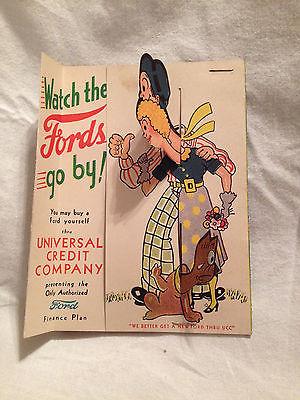 Watch the
Fords
go by!
You may buy a
Ford yourself
thru
UNIVERSAL
CREDIT
COMPANY
presenting the
Only Authorized
Ford
Finance Plan
"WE BETTER GET A NEW FORD THRU UCC"